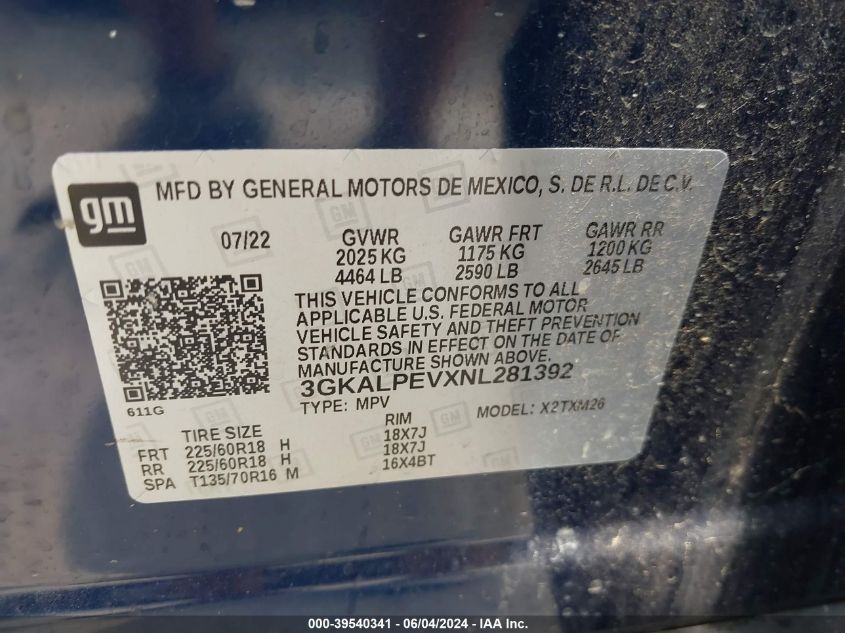 gm
MFD BY GENERAL MOTORS DE MEXICO, S. DE R.L. DE C.V.
07/22 GVWR GAWR FRT GAWR RR
2025 KG 1175 KG 1200 KG
4464 LB 2590 LB 2645 LB
THIS VEHICLE CONFORMS TO ALL
APPLICABLE U.S. FEDERAL MOTOR
VEHICLE SAFETY AND THEFT PREVENTION
STANDARDS IN EFFECT ON THE DATE OF
MANUFACTURE SHOWN ABOVE.
3GKALPEVXNL281392
611G TYPE: MPV MODEL: X2TXM26
TIRE SIZE RIM
FRT 225/60R18 H 18X7J
RR 225/60R18 H 18X7J
SPA T135/70R16 M 16X4BT
000-39540341 - 06/04/2024 - IAA Inc.